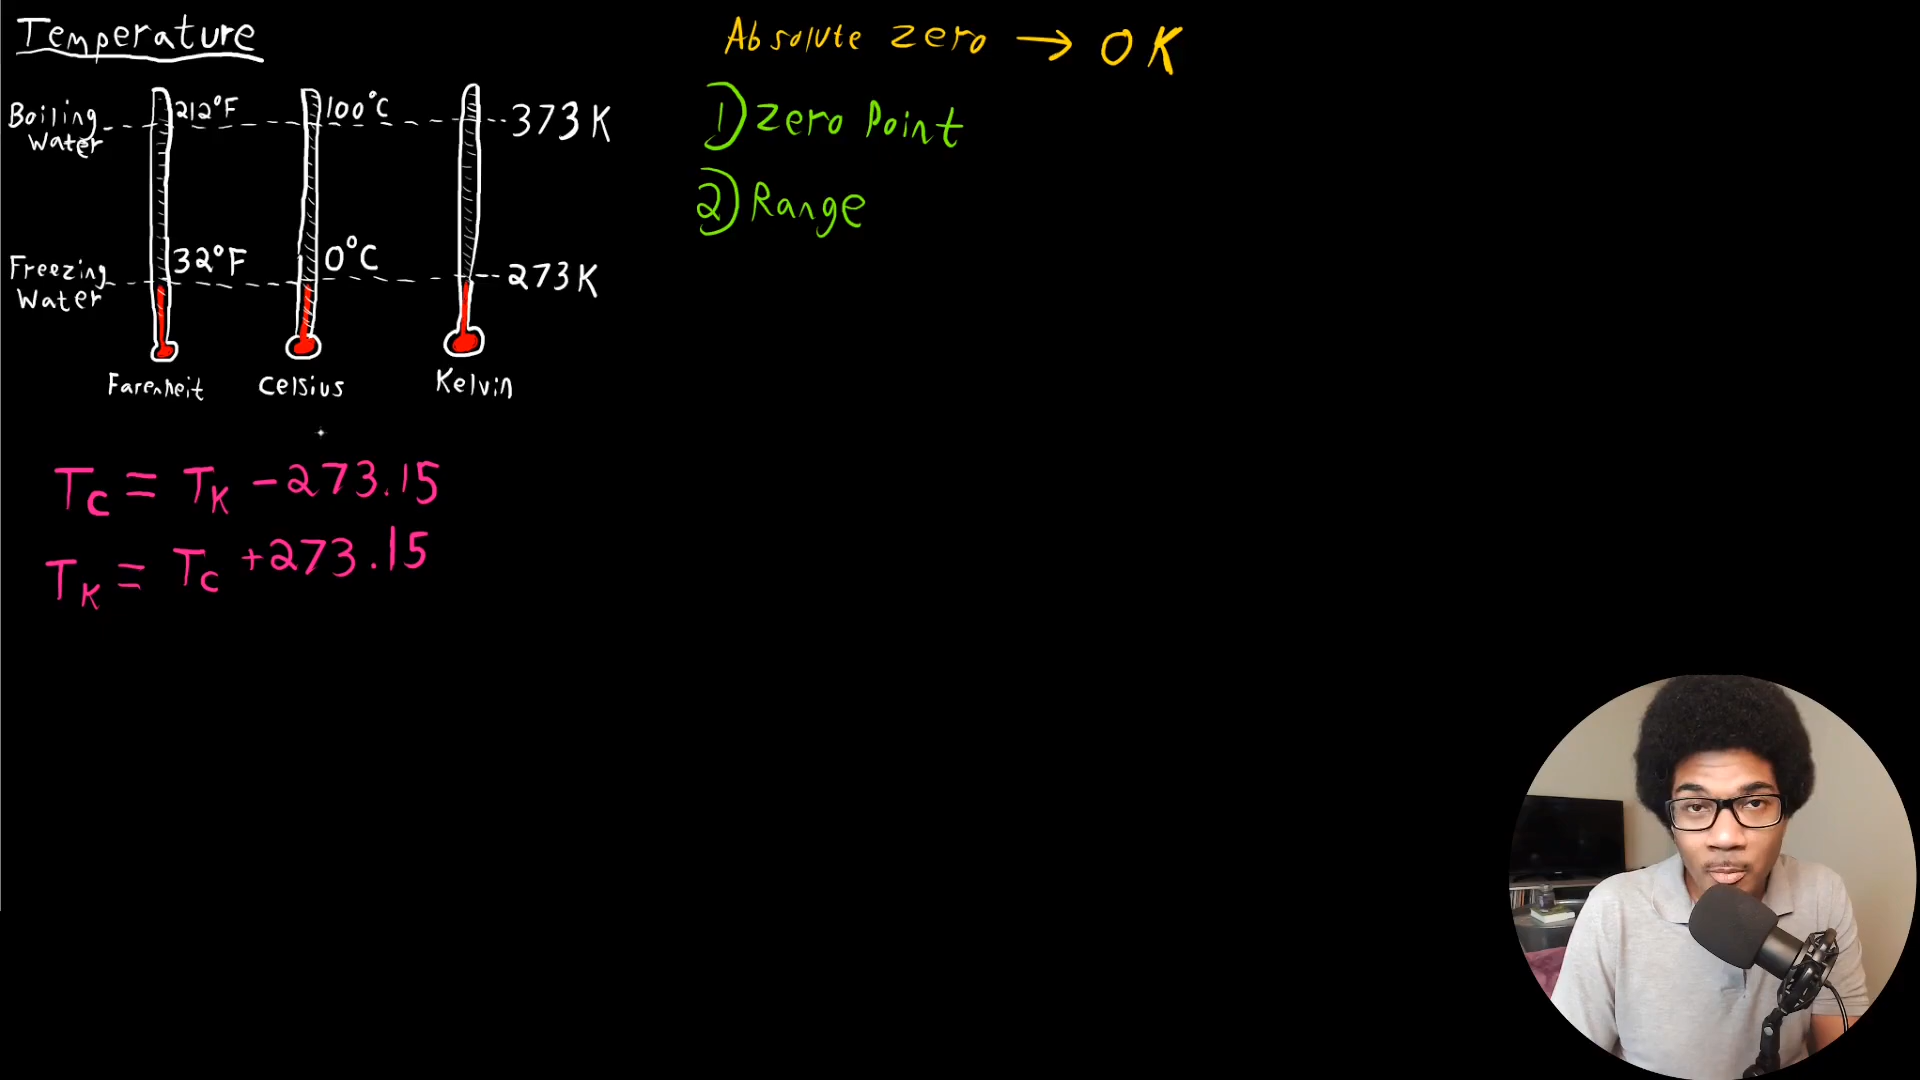 Temperature
Absolute zero → 0 K
1) Zero Point
2) Range
Boiling Water
212°F
100°C
373 K
Freezing Water
32°F
0°C
273 K
Farenheit
Celsius
Kelvin
Tc = TK - 273.15
TK = Tc + 273.15